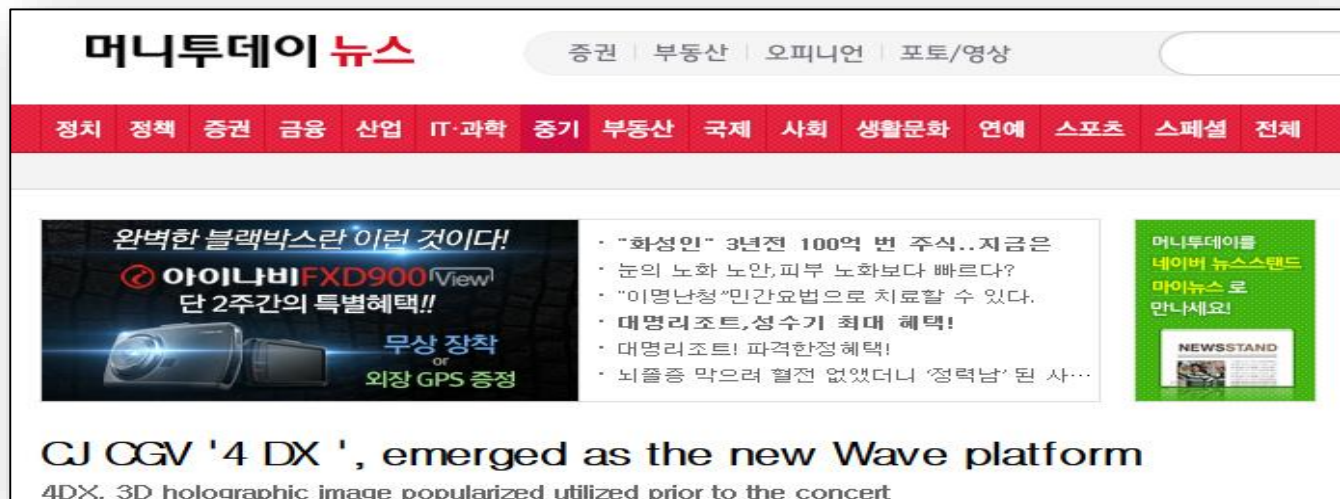 머니투데이 뉴스
증권 부동산 오피니언 포토/영상
정치 정책 증권 금융 산업 IT·과학 중기 부동산 국제 사회 생활문화 연예 스포츠 스페셜 전체
완벽한 블랙박스란 이런 것이다!
아이나비 FXD900 View
단 2주간의 특별혜택!!
무상 장착
or
외장 GPS 증정
· "화성인" 3년전 100억 번 주식..지금은
· 눈의 노화 노안,피부 노화보다 빠르다?
· "이명난청"민간요법으로 치료할 수 있다.
· 대명리조트,성수기 최대 혜택!
· 대명리조트! 파격한정혜택!
· 뇌졸증 막으려 혈전 없앴더니 '정력남' 된 사…
머니투데이를
네이버 뉴스스탠드
마이뉴스 로
만나세요!
NEWSSTAND
CJ CGV '4 DX ', emerged as the new Wave platform
4DX, 3D holographic image popularized utilized prior to the concert